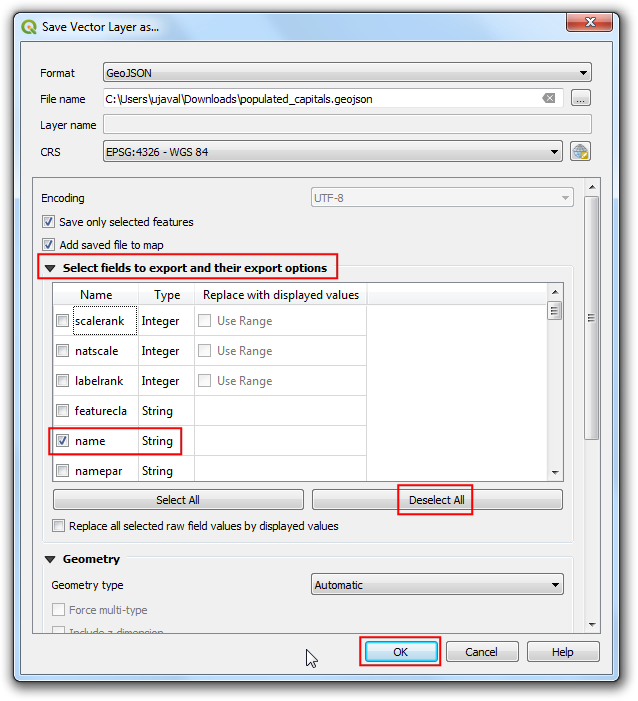 Save Vector Layer as...
Format GeoJSON
File name C:\Users\ujaval\Downloads\populated_capitals.geojson ...
Layer name
CRS EPSG:4326 - WGS 84
Encoding UTF-8
Save only selected features
Add saved file to map
Select fields to export and their export options
Name Type Replace with displayed values
scalerank Integer Use Range
natscale Integer Use Range
labelrank Integer Use Range
featurecla String
name String
namepar String
Select All Deselect All
Replace all selected raw field values by displayed values
Geometry
Geometry type Automatic
Force multi-type
Include z-dimension
OK Cancel Help